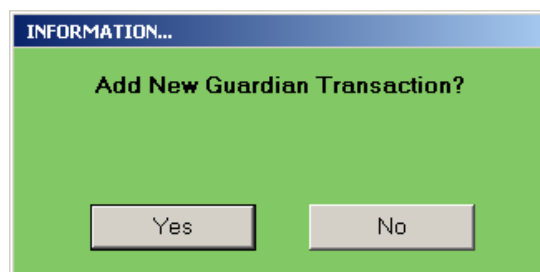 INFORMATION...
Add New Guardian Transaction?
Yes No